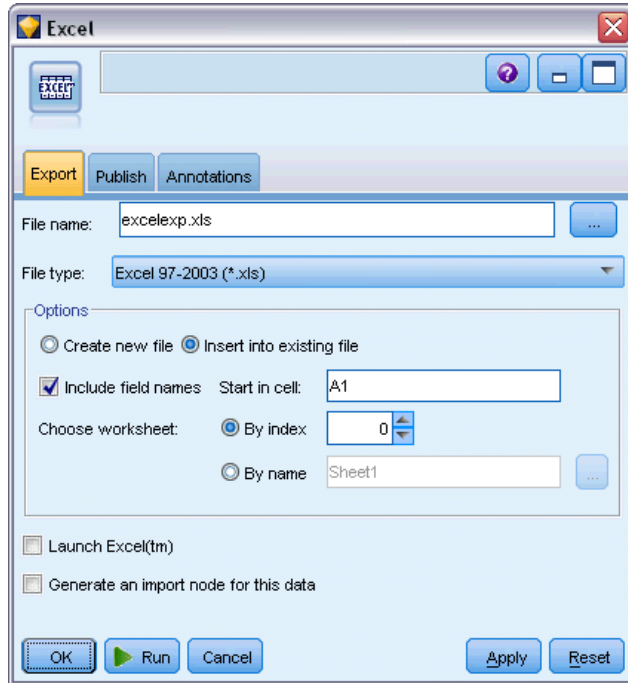 Excel
EXCEL
Export Publish Annotations
File name: excelexp.xls ...
File type: Excel 97-2003 (*.xls)
Options
Create new file Insert into existing file
Include field names Start in cell: A1
Choose worksheet: By index 0
By name Sheet1 ...
Launch Excel(tm)
Generate an import node for this data
OK Run Cancel Apply Reset